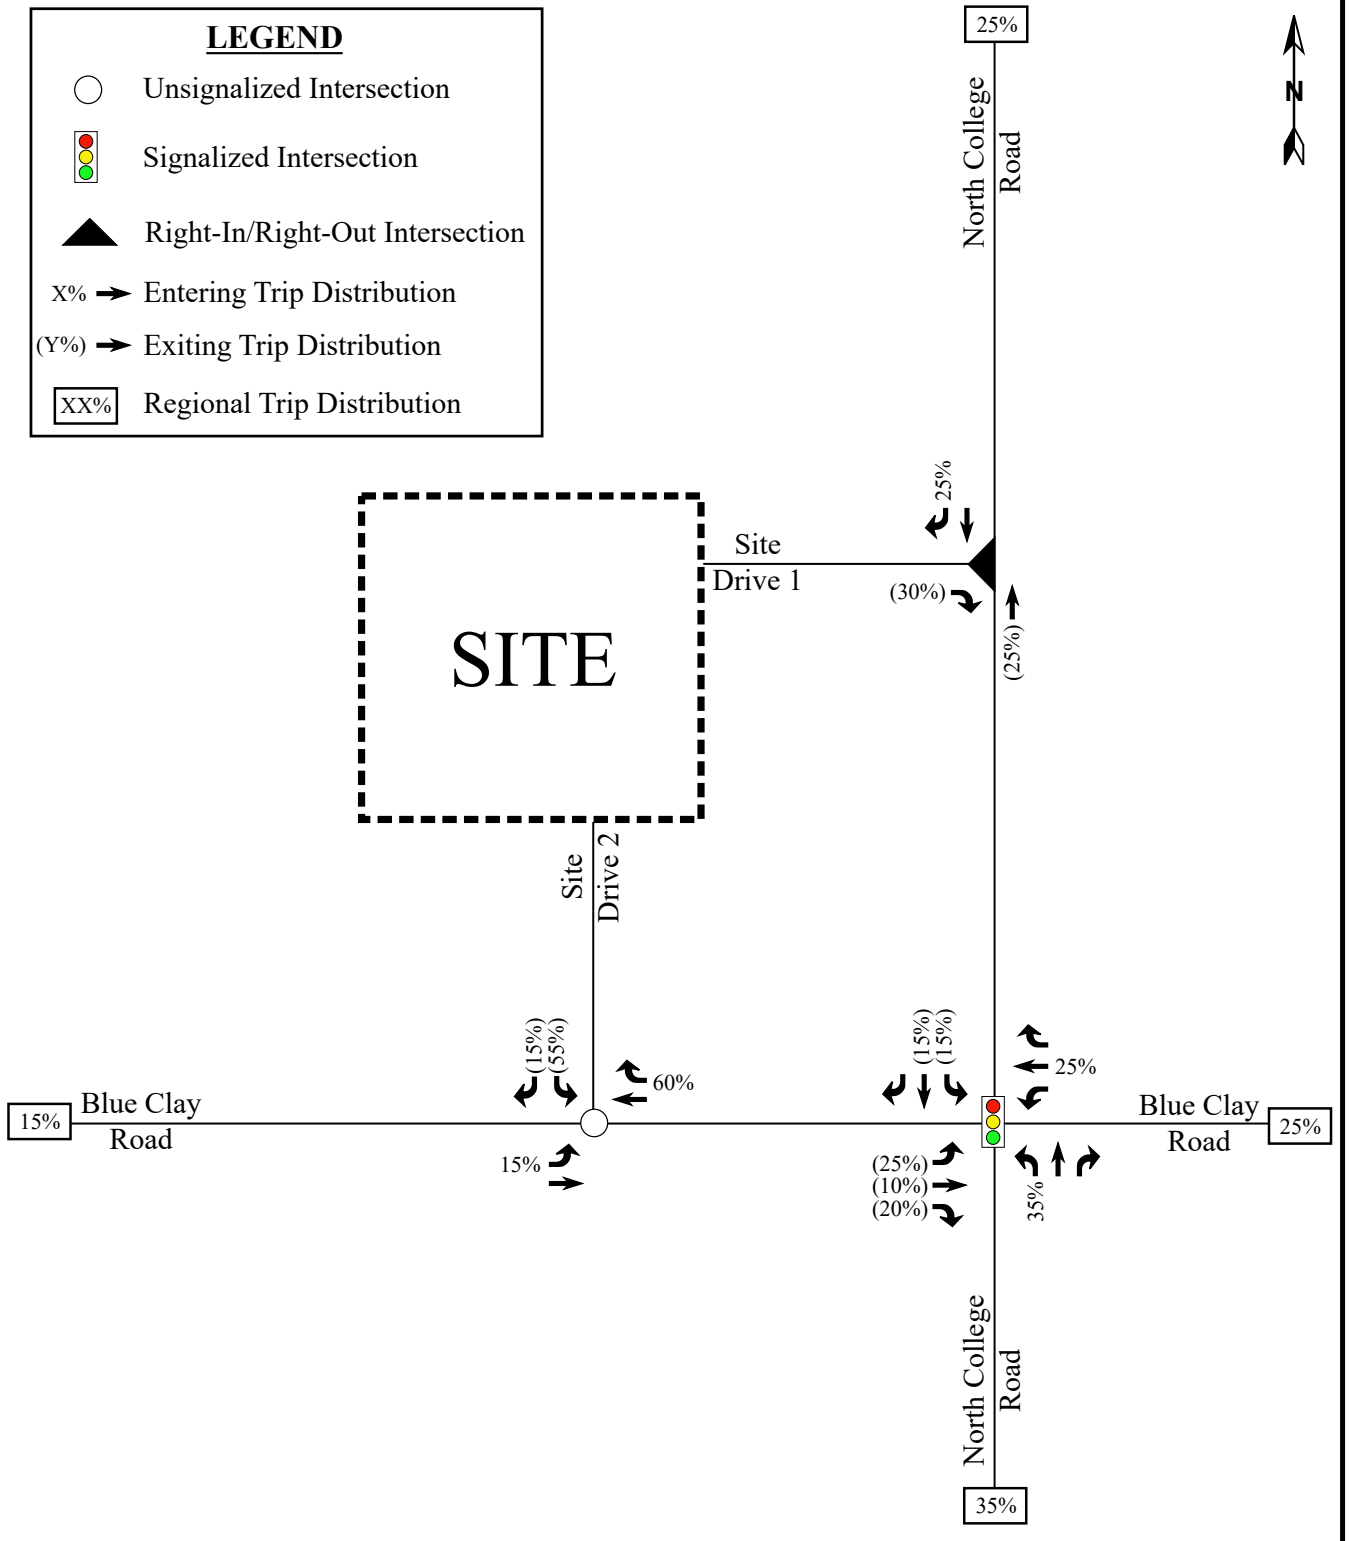 LEGEND
Unsignalized Intersection
Signalized Intersection
Right-In/Right-Out Intersection
X% Entering Trip Distribution
(Y%) Exiting Trip Distribution
XX% Regional Trip Distribution
25%
North College
Road
N
25%
Site
Drive 1
(30%)
(25%)
SITE
Site
Drive 2
(15%)
(55%)
60%
15%
Blue Clay
Road
15%
(15%)
(15%)
25%
Blue Clay
Road
25%
(25%)
(10%)
(20%)
35%
North College
Road
35%